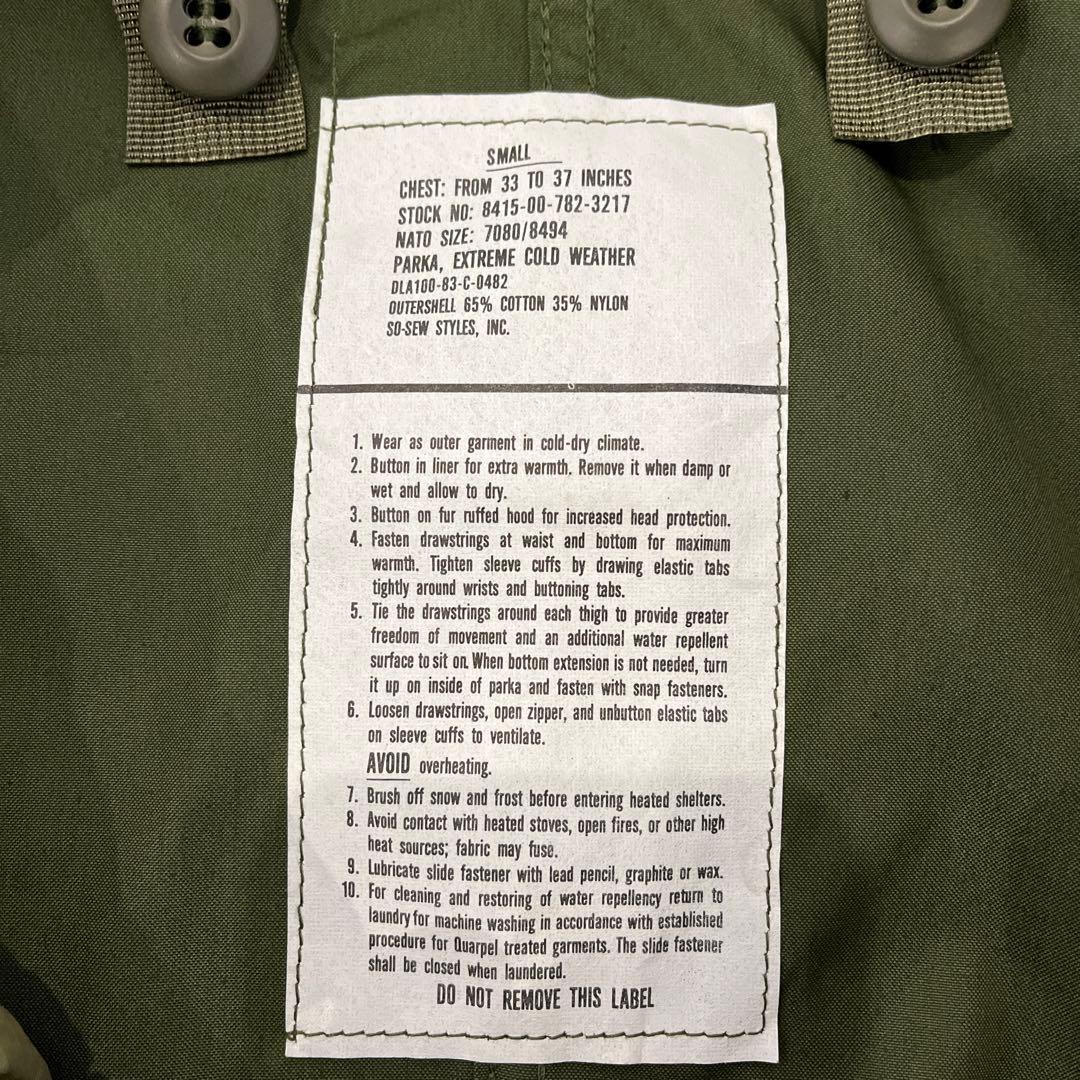 SMALL
CHEST: FROM 33 TO 37 INCHES
STOCK NO: 8415-00-782-3217
NATO SIZE: 7080/8494
PARKA, EXTREME COLD WEATHER
DLA100-83-C-0482
OUTERSHELL 65% COTTON 35% NYLON
SO-SEW STYLES, INC.
1. Wear as outer garment in cold-dry climate.
2. Button in liner for extra warmth. Remove it when damp or
wet and allow to dry.
3. Button on fur ruffed hood for increased head protection.
4. Fasten drawstrings at waist and bottom for maximum
warmth. Tighten sleeve cuffs by drawing elastic tabs
tightly around wrists and buttoning tabs.
5. Tie the drawstrings around each thigh to provide greater
freedom of movement and an additional water repellent
surface to sit on. When bottom extension is not needed, turn
it up on inside of parka and fasten with snap fasteners.
6. Loosen drawstrings, open zipper, and unbutton elastic tabs
on sleeve cuffs to ventilate.
AVOID overheating.
7. Brush off snow and frost before entering heated shelters.
8. Avoid contact with heated stoves, open fires, or other high
heat sources; fabric may fuse.
9. Lubricate slide fastener with lead pencil, graphite or wax.
10. For cleaning and restoring of water repellency return to
laundry for machine washing in accordance with established
procedure for Quarpel treated garments. The slide fastener
shall be closed when laundered.
DO NOT REMOVE THIS LABEL